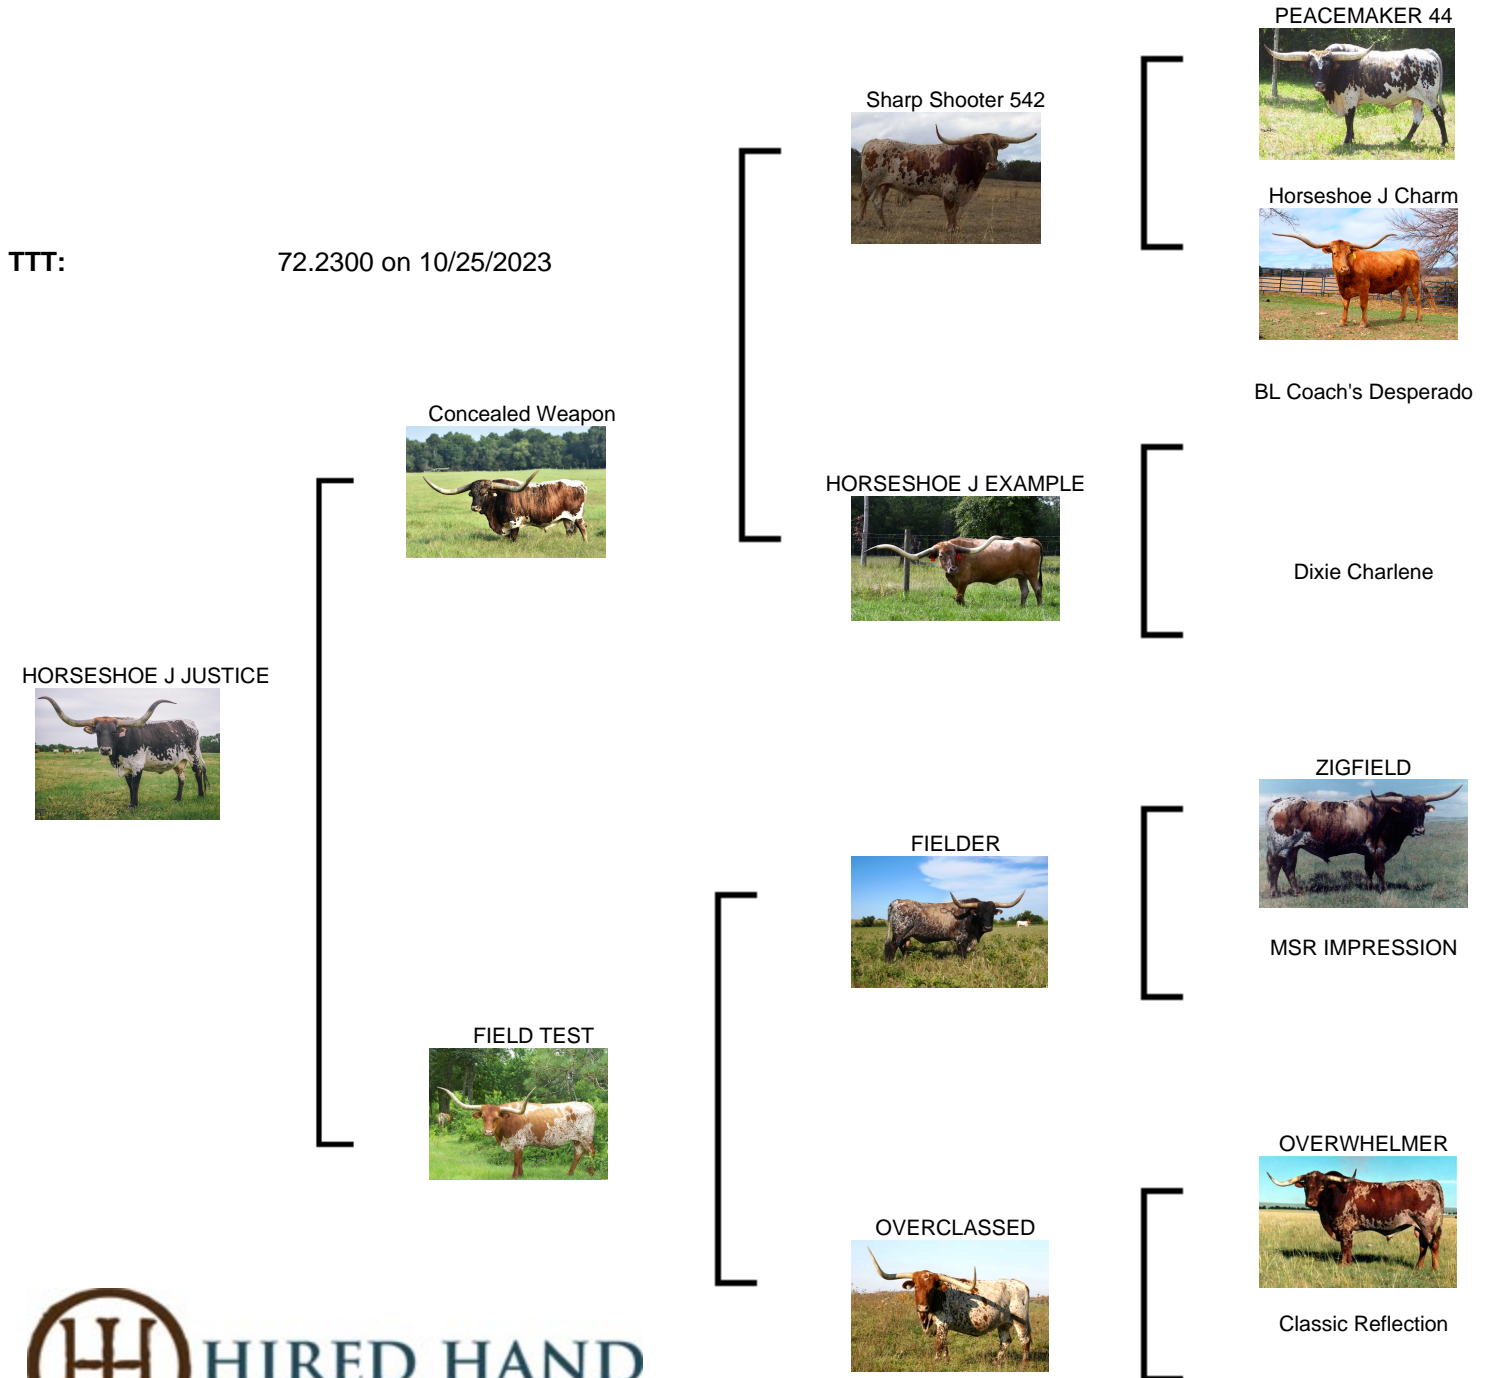 PEACEMAKER 44
Sharp Shooter 542
Horseshoe J Charm
TTT: 72.2300 on 10/25/2023
BL Coach's Desperado
Concealed Weapon
HORSESHOE J EXAMPLE
Dixie Charlene
HORSESHOE J JUSTICE
ZIGFIELD
FIELDER
MSR IMPRESSION
FIELD TEST
OVERWHELMER
OVERCLASSED
Classic Reflection
HIRED HAND